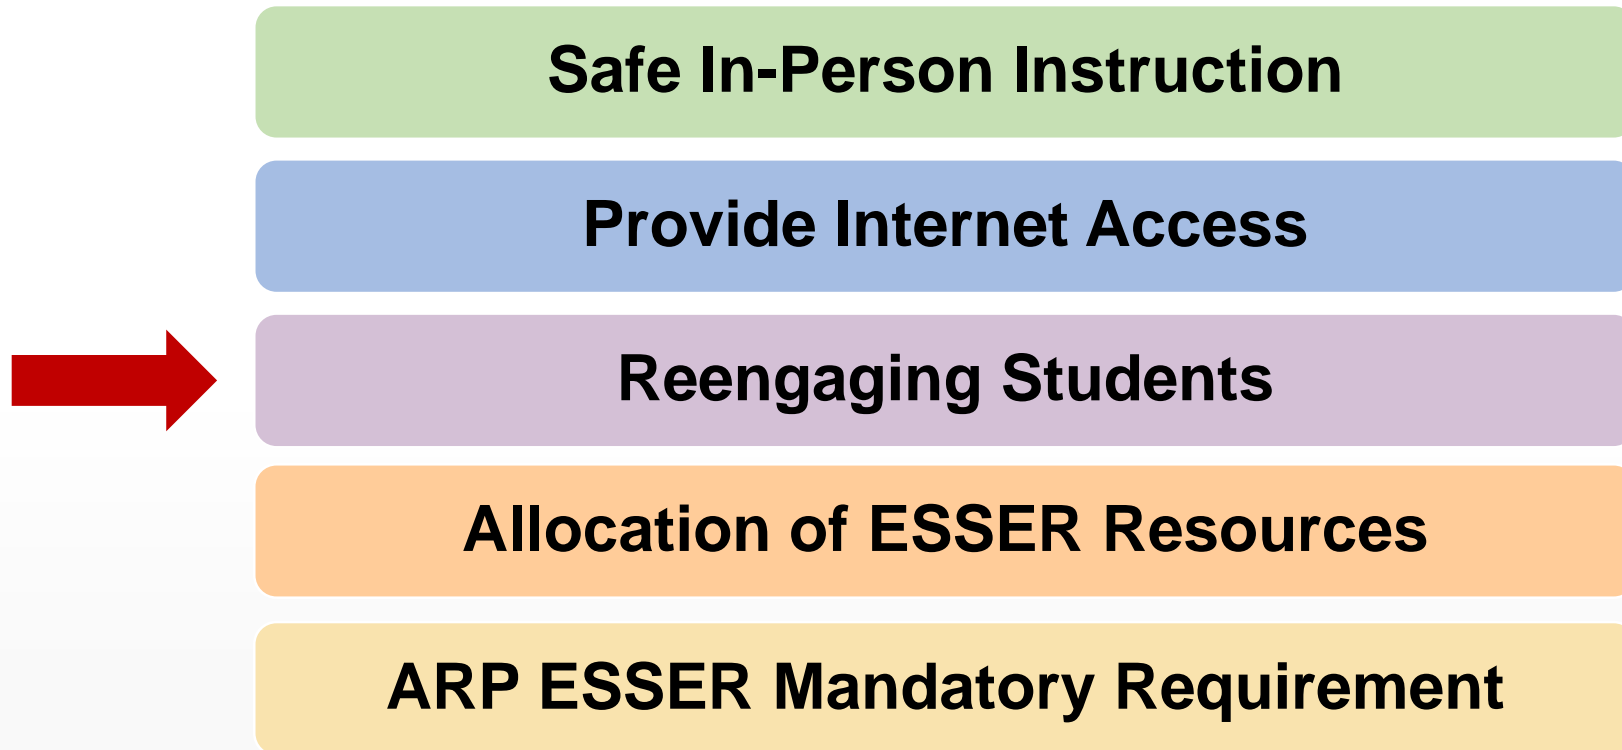 Safe In-Person Instruction
Provide Internet Access
Reengaging Students
Allocation of ESSER Resources
ARP ESSER Mandatory Requirement